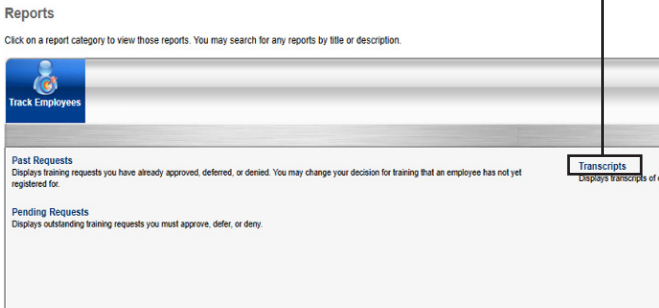 Reports
Click on a report category to view those reports. You may search for any reports by title or description.
Track Employees
Past Requests
Displays training requests you have already approved, deferred, or denied. You may change your decision for training that an employee has not yet
registered for.
Pending Requests
Displays outstanding training requests you must approve, defer, or deny.
Transcripts
Displays transcripts of